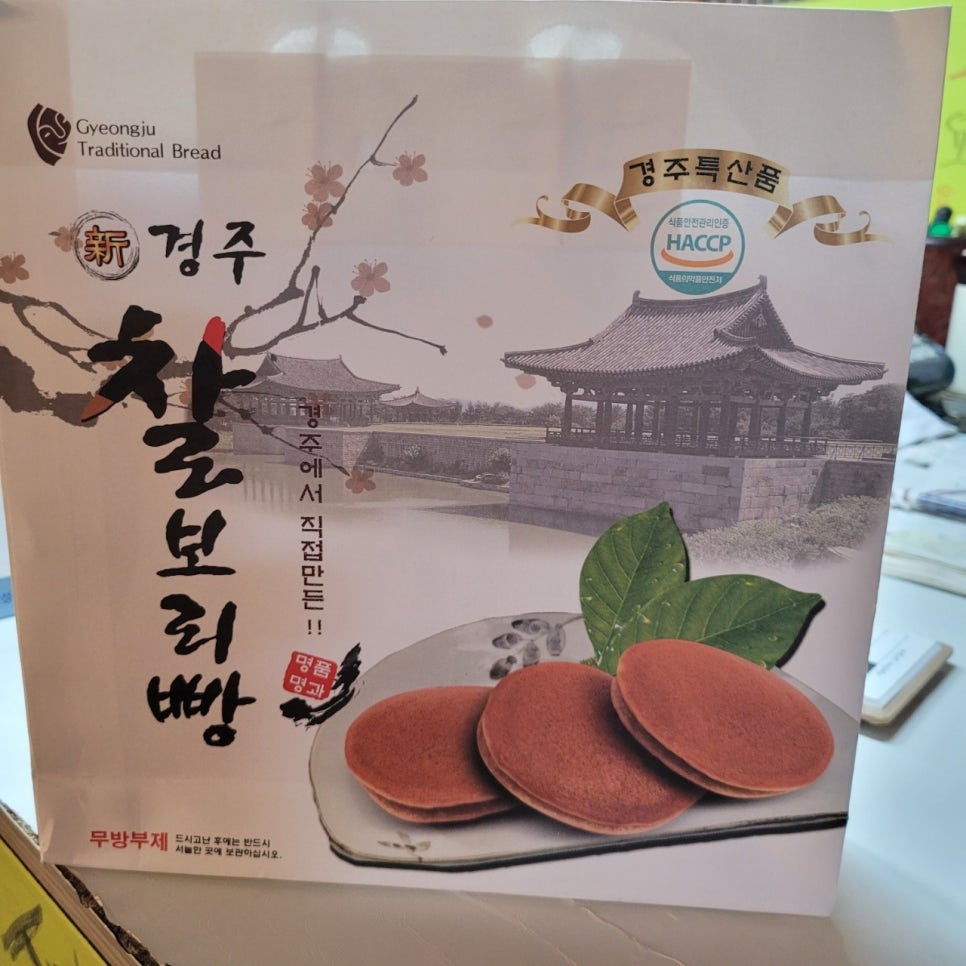 Gyeongju
Traditional Bread
경주특산품
식품안전관리인증
HACCP
식품의약품안전처
新 경주
찰보리빵
경주에서 직접만든!!
명품
명과
무방부제
드시고난 후에는 반드시
서늘한 곳에 보관하십시오.